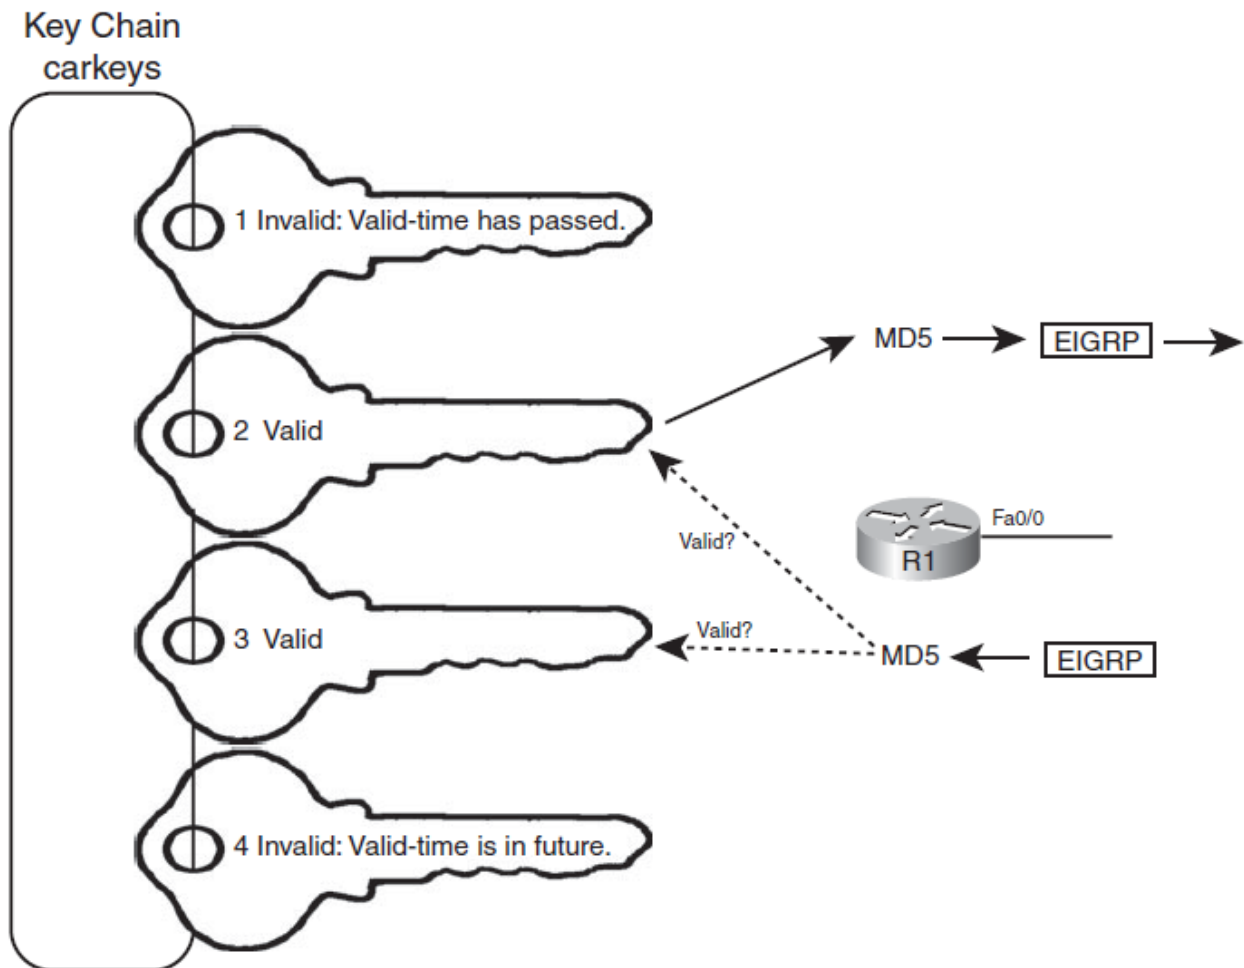 Key Chain
carkeys
1 Invalid: Valid-time has passed.
MD5
EIGRP
2 Valid
Fa0/0
Valid?
R1
Valid?
3 Valid
MD5
EIGRP
4 Invalid: Valid-time is in future.